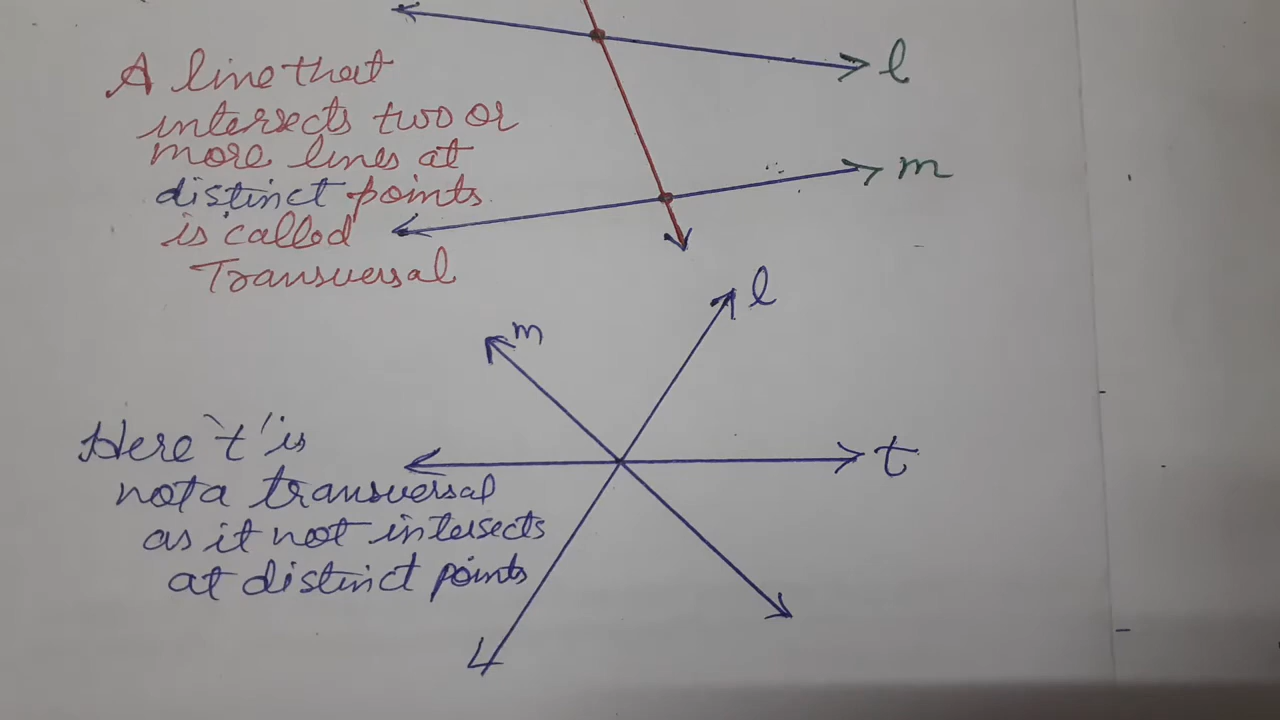 l
A line that
intersects two or
more lines at
m
distinct points
is called
Transversal
l
m
Here 't' is
t
not a transversal
as it not intersects
at distinct points